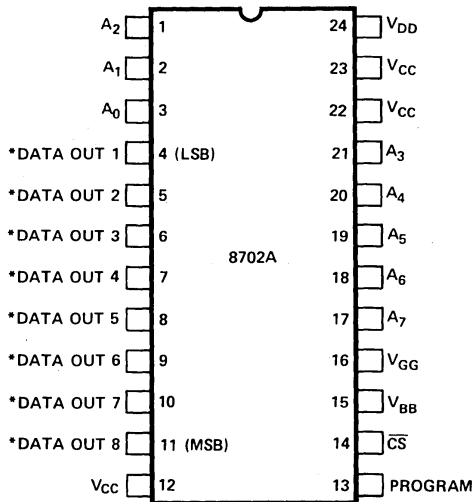 A2 1 24 VDD
A1 2 23 VCC
A0 3 22 VCC
*DATA OUT 1 4 (LSB) 21 A3
*DATA OUT 2 5 20 A4
*DATA OUT 3 6 19 A5
8702A
*DATA OUT 4 7 18 A6
*DATA OUT 5 8 17 A7
*DATA OUT 6 9 16 VGG
*DATA OUT 7 10 15 VBB
*DATA OUT 8 11 (MSB) 14 C̅S̅
VCC 12 13 PROGRAM